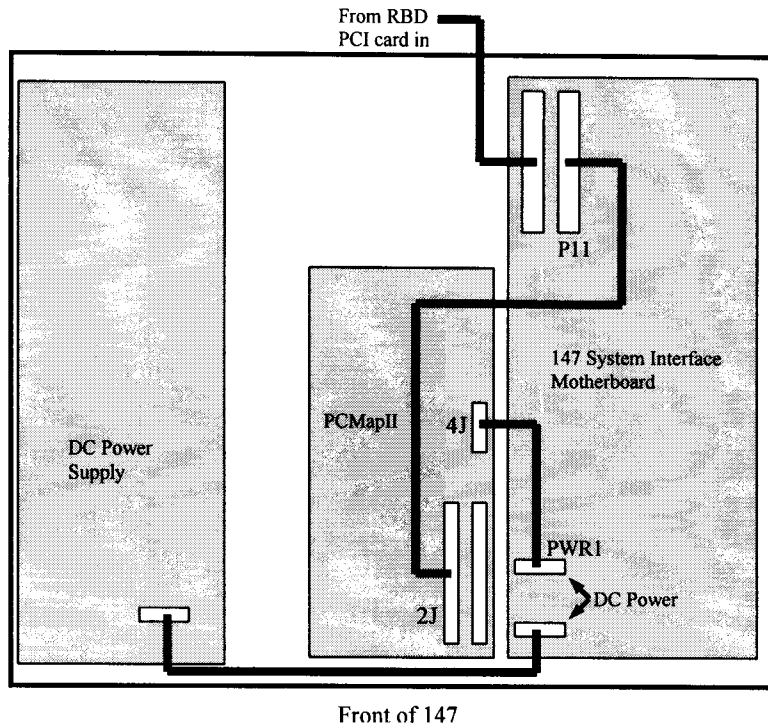 From RBD
PCI card in
P11
147 System Interface
Motherboard
PCMapII
4J
DC Power
Supply
PWR1
DC Power
2J
Front of 147